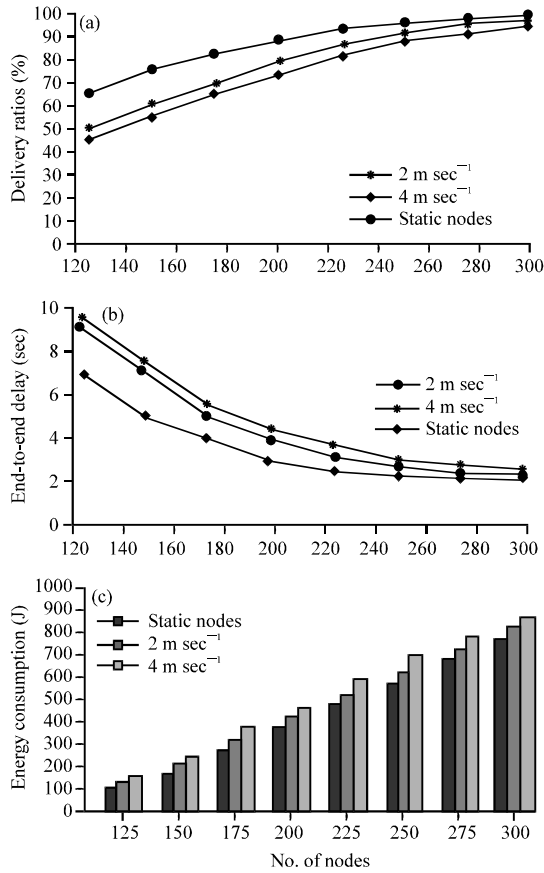 (a)
Delivery ratios (%)
100
90
80
70
60
50
40
30
20
10
0
2 m sec⁻¹
4 m sec⁻¹
Static nodes
120 140 160 180 200 220 240 260 280 300
(b)
End-to-end delay (sec)
10
8
6
4
2
0
2 m sec⁻¹
4 m sec⁻¹
Static nodes
120 140 160 180 200 220 240 260 280 300
(c)
Energy consumption (J)
1000
900
800
700
600
500
400
300
200
100
0
Static nodes
2 m sec⁻¹
4 m sec⁻¹
125 150 175 200 225 250 275 300
No. of nodes